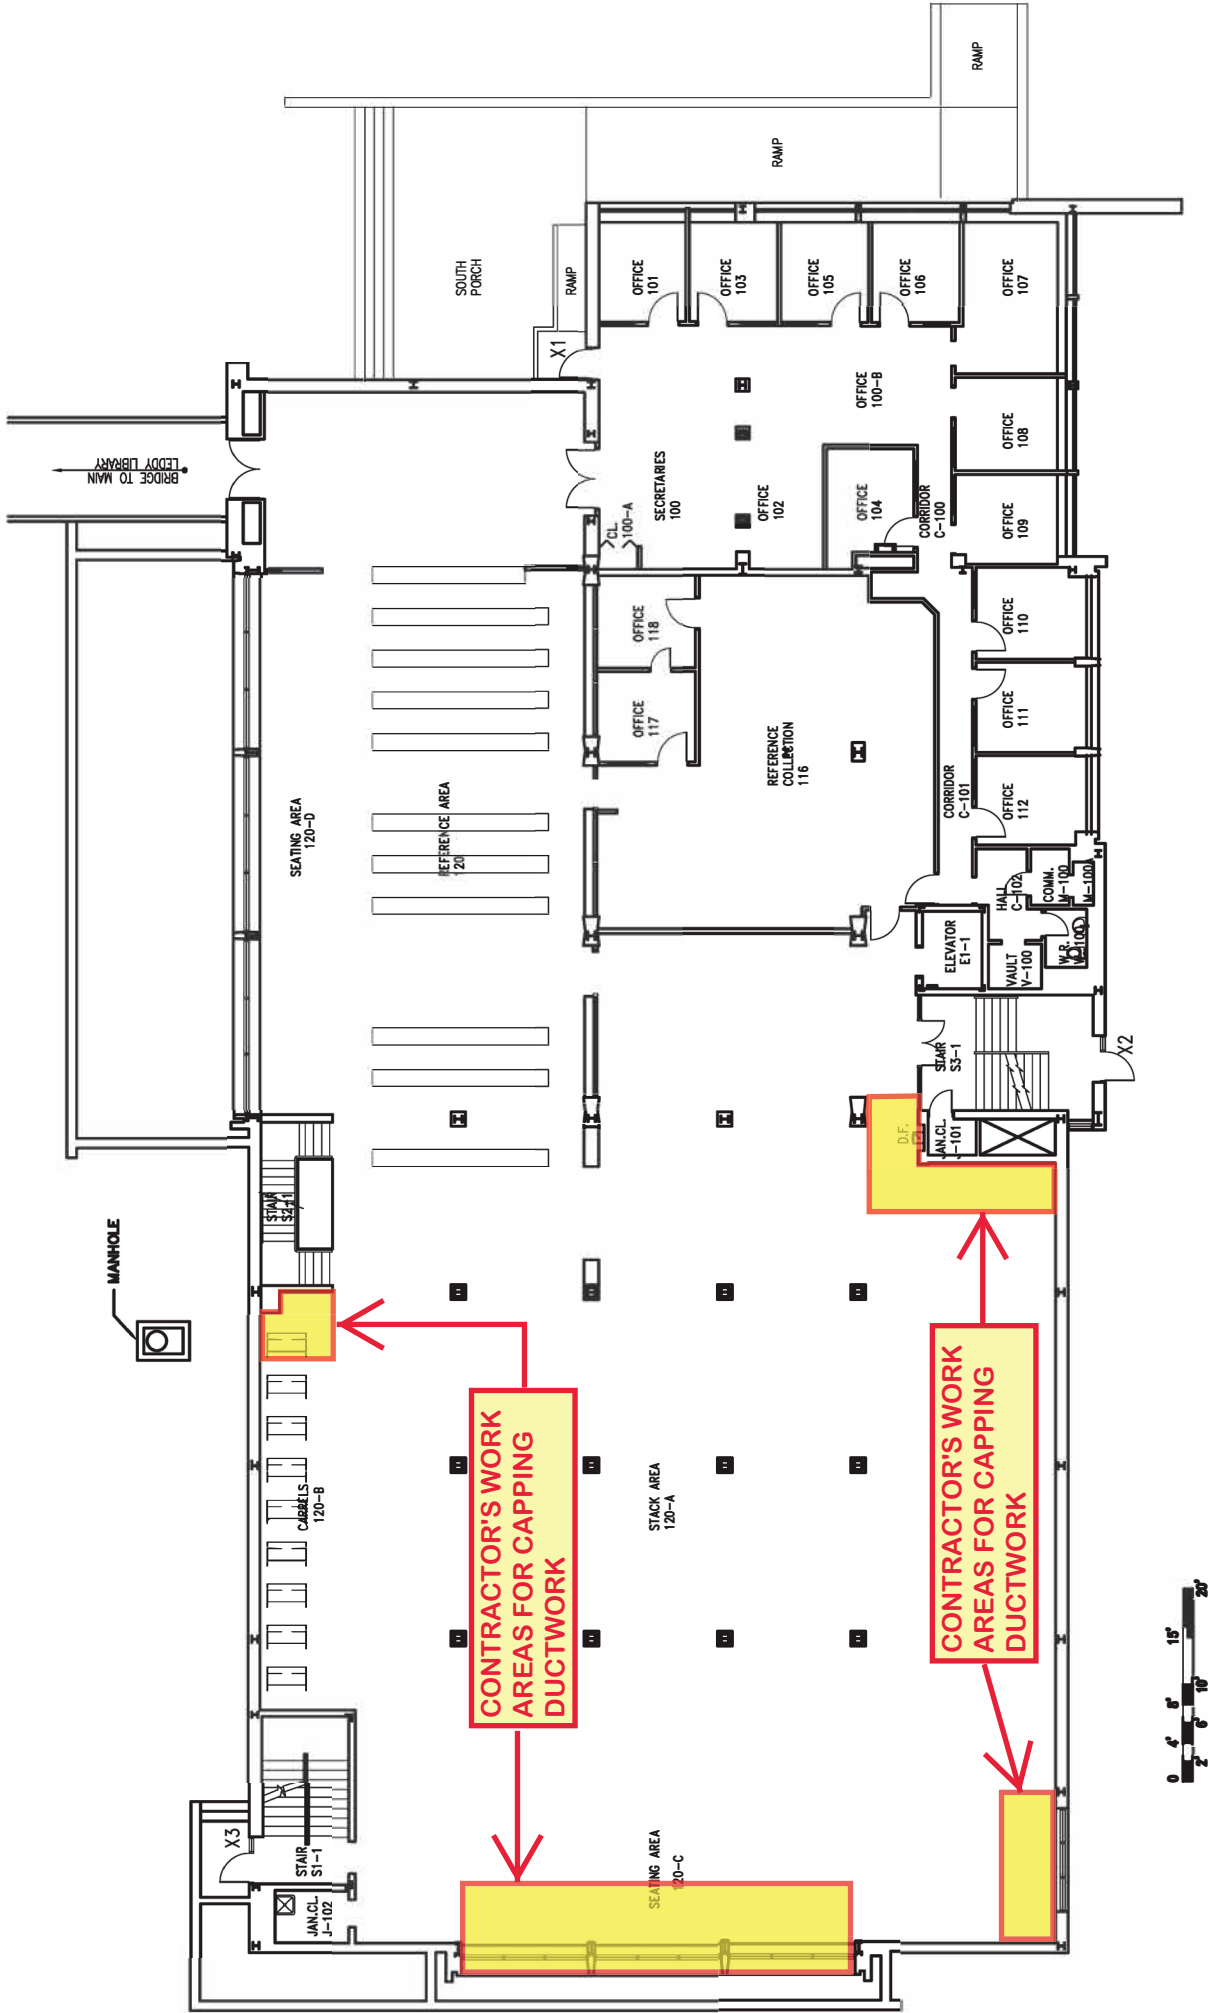 RAMP
RAMP
SOUTH
PORCH
RAMP
X1
OFFICE
101
OFFICE
103
OFFICE
105
OFFICE
106
OFFICE
107
BRIDGE TO MAIN
LEDDY LIBRARY
SECRETARIES
100
CL.
100-A
OFFICE
102
OFFICE
100-B
OFFICE
104
CORRIDOR
C-100
OFFICE
108
OFFICE
109
OFFICE
118
OFFICE
117
OFFICE
110
OFFICE
111
OFFICE
112
REFERENCE
COLLECTION
116
CORRIDOR
C-101
SEATING AREA
120-D
REFERENCE AREA
120
HALL
C-102
COMM.
M-100
M-100A
ELEVATOR
E1-1
VAULT
V-100
W.R.
STAIR
S3-1
X2
D.F.
JAN.CL.
J-101
STAIR
S2-1
MANHOLE
CARRELS
120-B
STACK AREA
120-A
CONTRACTOR'S WORK
AREAS FOR CAPPING
DUCTWORK
CONTRACTOR'S WORK
AREAS FOR CAPPING
DUCTWORK
X3
STAIR
S1-1
JAN.CL.
J-102
SEATING AREA
120-C
0 2' 4' 6' 8' 10' 15' 20'